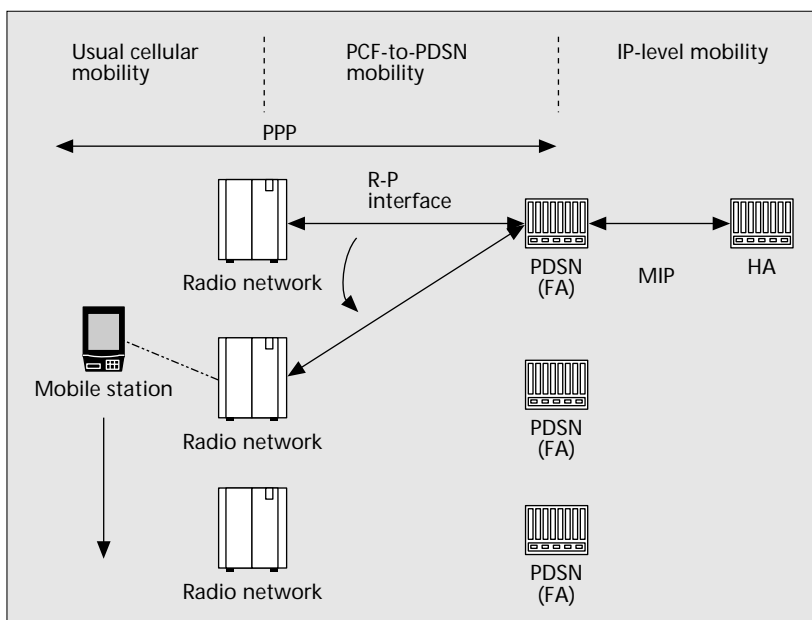 Usual cellular
mobility
PCF-to-PDSN
mobility
IP-level mobility
PPP
R-P
interface
Radio network
PDSN
(FA)
MIP
HA
Mobile station
Radio network
PDSN
(FA)
Radio network
PDSN
(FA)